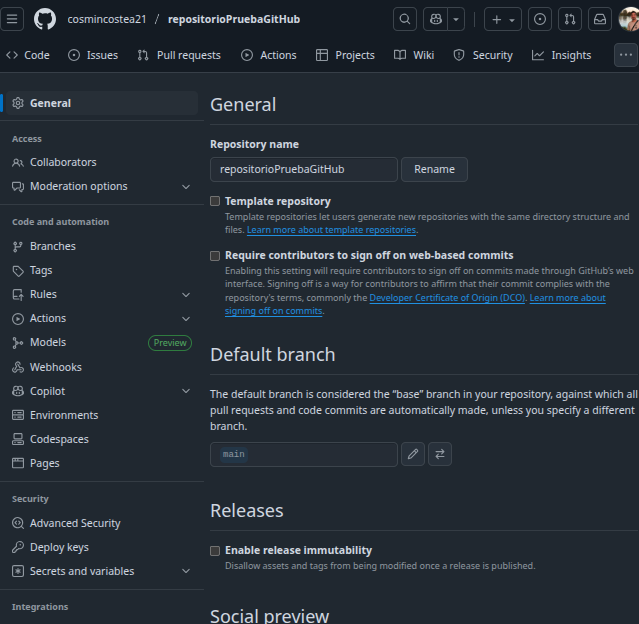 cosmincostea21 / repositorioPruebaGitHub
Code Issues Pull requests Actions Projects Wiki Security Insights
General
Access
Collaborators
Moderation options
Code and automation
Branches
Tags
Rules
Actions
Models Preview
Webhooks
Copilot
Environments
Codespaces
Pages
Security
Advanced Security
Deploy keys
Secrets and variables
Integrations
General
Repository name
repositorioPruebaGitHub Rename
Template repository
Template repositories let users generate new repositories with the same directory structure and
files. Learn more about template repositories.
Require contributors to sign off on web-based commits
Enabling this setting will require contributors to sign off on commits made through GitHub's web
interface. Signing off is a way for contributors to affirm that their commit complies with the
repository's terms, commonly the Developer Certificate of Origin (DCO). Learn more about
signing off on commits.
Default branch
The default branch is considered the “base” branch in your repository, against which all
pull requests and code commits are automatically made, unless you specify a different
branch.
main
Releases
Enable release immutability
Disallow assets and tags from being modified once a release is published.
Social preview